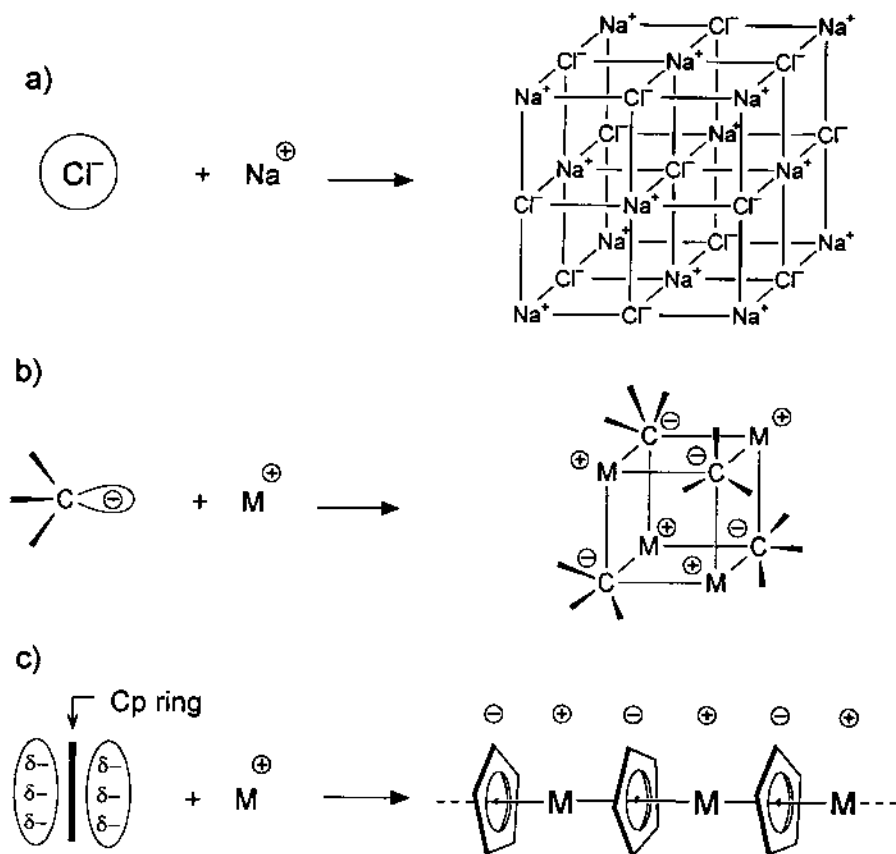 a)
Cl⁻ + Na⊕
Na⁺ Cl⁻ Na⁺
Cl⁻ Na⁺ Cl⁻
Na⁺ Cl⁻ Na⁺
Cl⁻ Na⁺ Cl⁻
Na⁺ Cl⁻ Na⁺
Cl⁻ Na⁺ Cl⁻
Na⁺ Cl⁻ Na⁺
Cl⁻ Na⁺ Cl⁻
Na⁺ Cl⁻ Na⁺
b)
C ⊖ + M⊕
C ⊖ M ⊕
⊕ M ⊖ C
M ⊕ ⊖ C
⊖ C ⊕ M
c)
Cp ring
δ– δ–
δ– δ–
δ– δ–
+ M⊕
⊖ ⊕ ⊖ ⊕ ⊖ ⊕
M M M